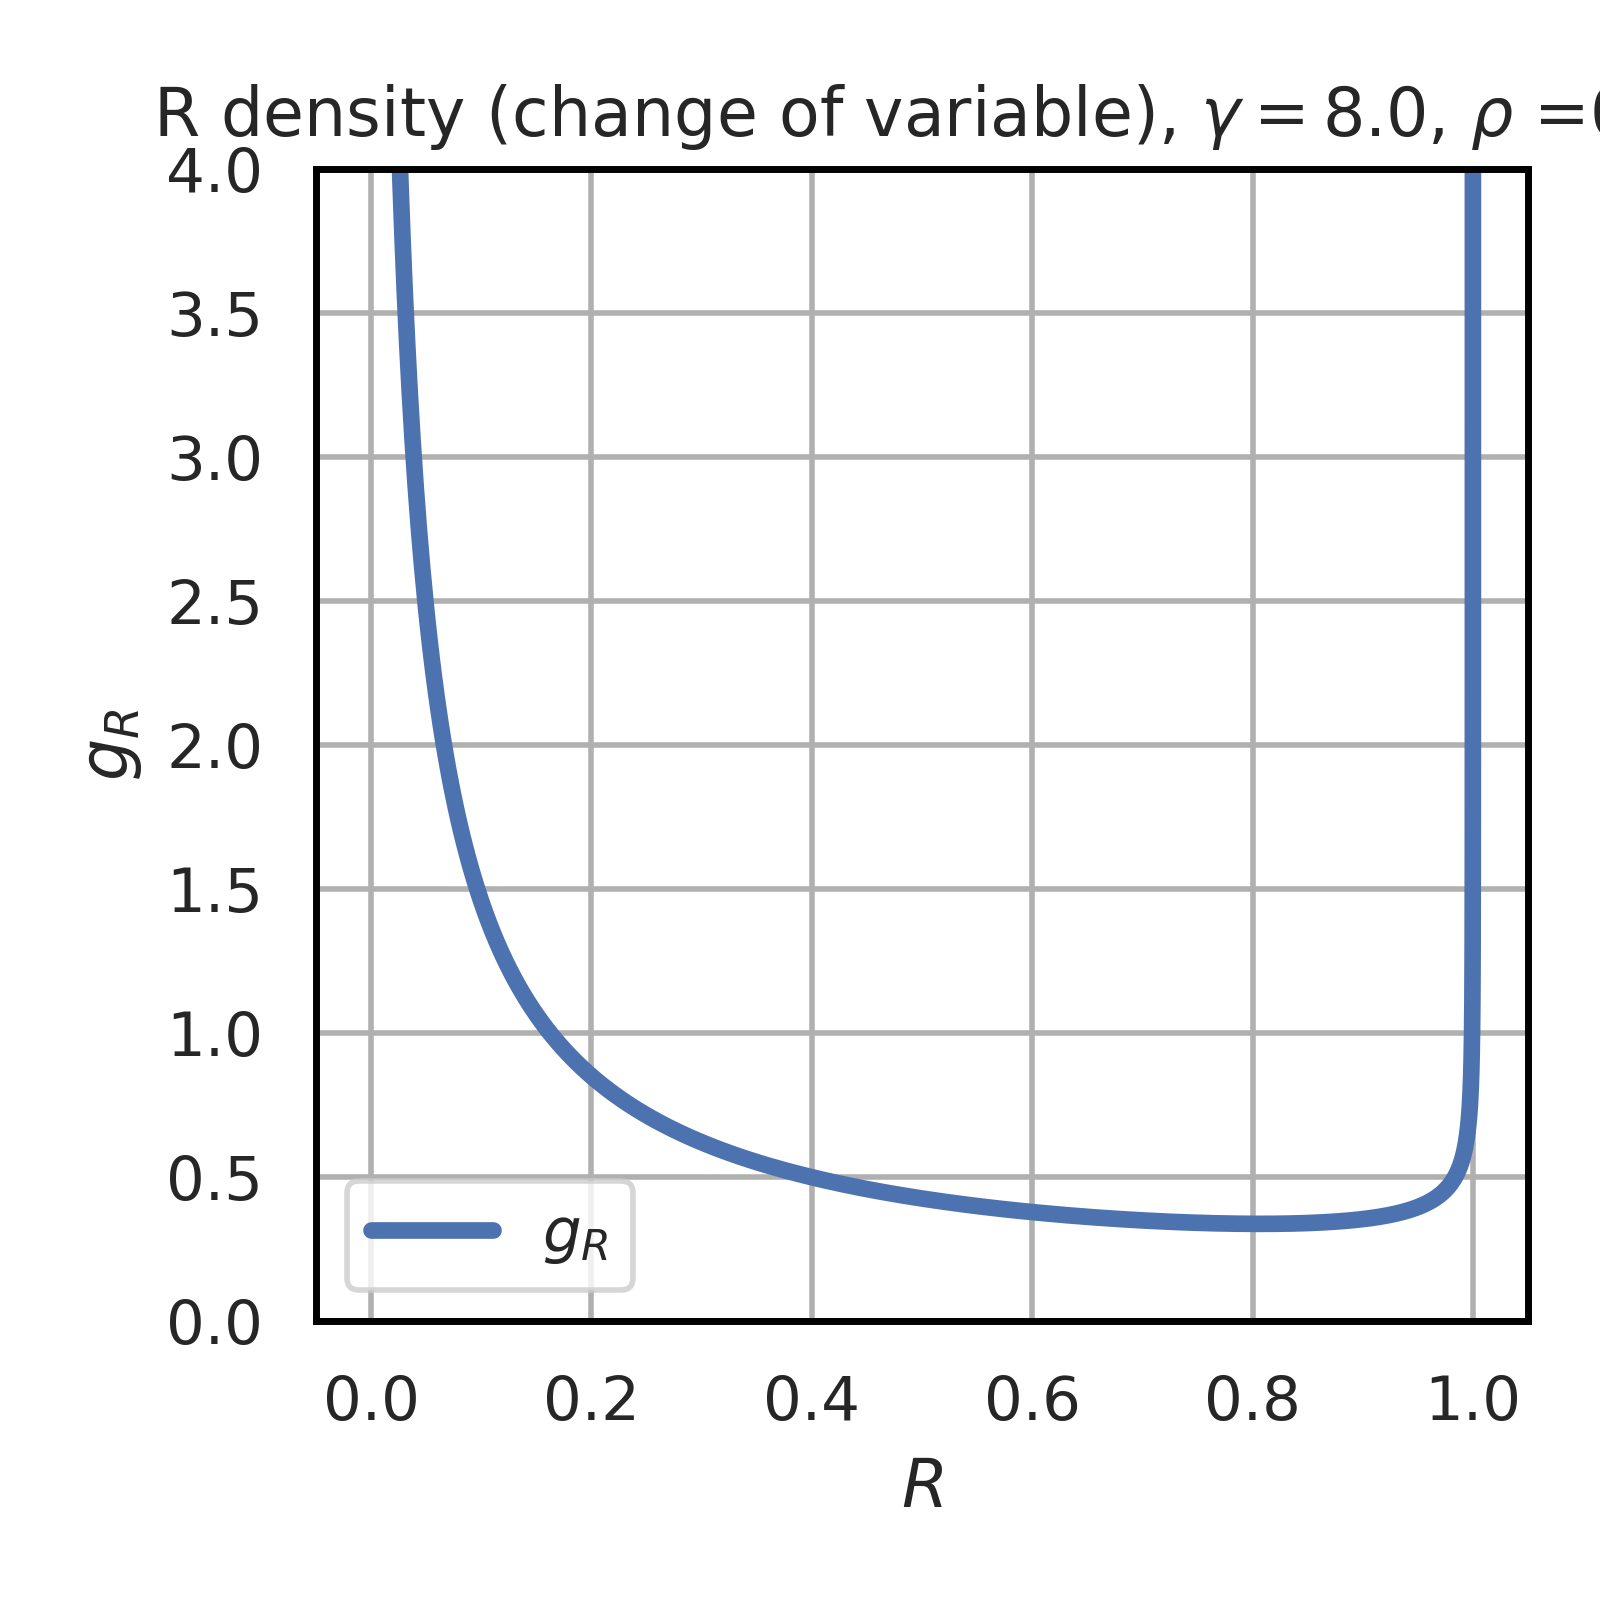 R density (change of variable), γ = 8.0, ρ =
4.0
3.5
3.0
2.5
2.0
1.5
1.0
0.5
0.0
g_R
g_R
0.0 0.2 0.4 0.6 0.8 1.0
R